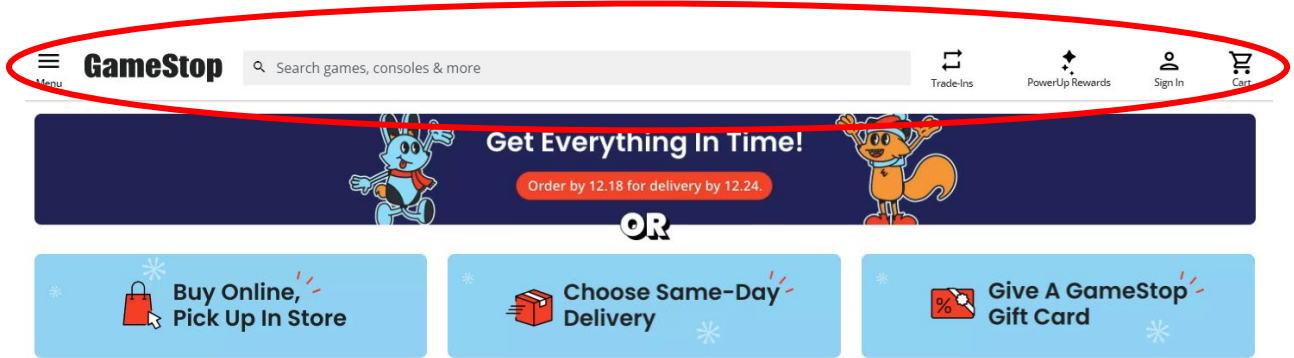 Menu
GameStop
Search games, consoles & more
Trade-Ins
PowerUp Rewards
Sign In
Cart
Get Everything In Time!
Order by 12.18 for delivery by 12.24.
OR
Buy Online,
Pick Up In Store
Choose Same-Day
Delivery
%
Give A GameStop
Gift Card